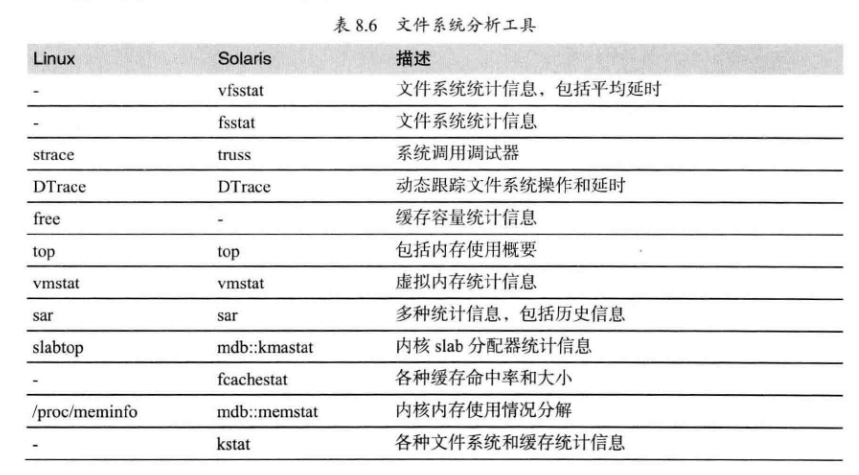 表 8.6 文件系统分析工具
Linux Solaris 描述
- vfsstat 文件系统统计信息，包括平均延时
- fsstat 文件系统统计信息
strace truss 系统调用调试器
DTrace DTrace 动态跟踪文件系统操作和延时
free - 缓存容量统计信息
top top 包括内存使用概要
vmstat vmstat 虚拟内存统计信息
sar sar 多种统计信息，包括历史信息
slabtop mdb::kmastat 内核 slab 分配器统计信息
- fcachestat 各种缓存命中率和大小
/proc/meminfo mdb::memstat 内核内存使用情况分解
- kstat 各种文件系统和缓存统计信息